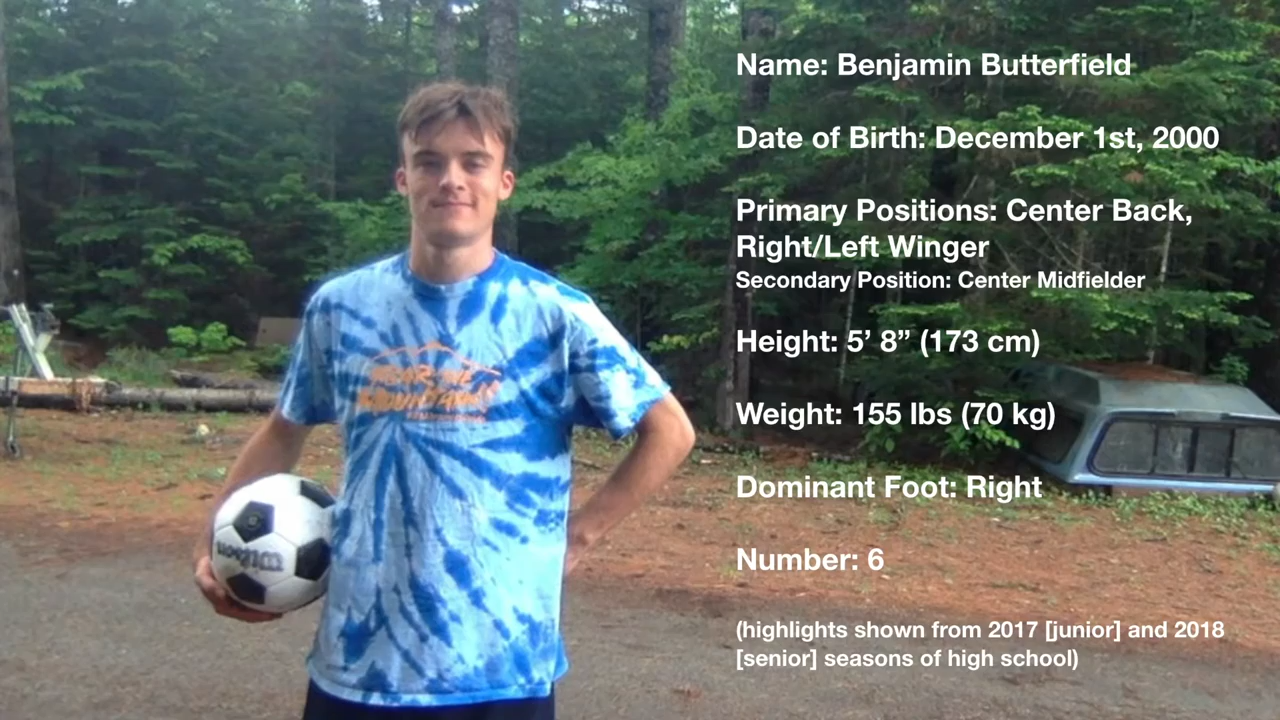 Name: Benjamin Butterfield
Date of Birth: December 1st, 2000
Primary Positions: Center Back,
Right/Left Winger
Secondary Position: Center Midfielder
Height: 5’ 8” (173 cm)
Weight: 155 lbs (70 kg)
Dominant Foot: Right
Number: 6
(highlights shown from 2017 [junior] and 2018
[senior] seasons of high school)
Wilson